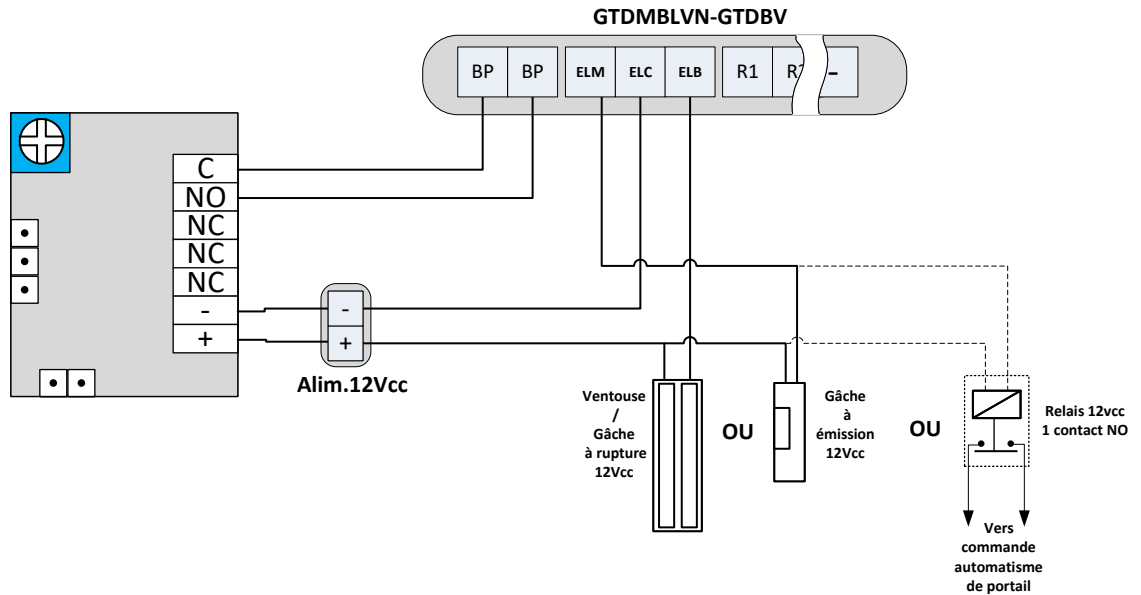 GTDMBLVN-GTDBV
BP BP ELM ELC ELB R1 -
C
NO
NC
NC
NC
-
+
-
+
Alim.12Vcc
Ventouse
/
Gâche
à rupture
12Vcc
OU
Gâche
à
émission
12Vcc
OU
Relais 12vcc
1 contact NO
Vers
commande
automatisme
de portail